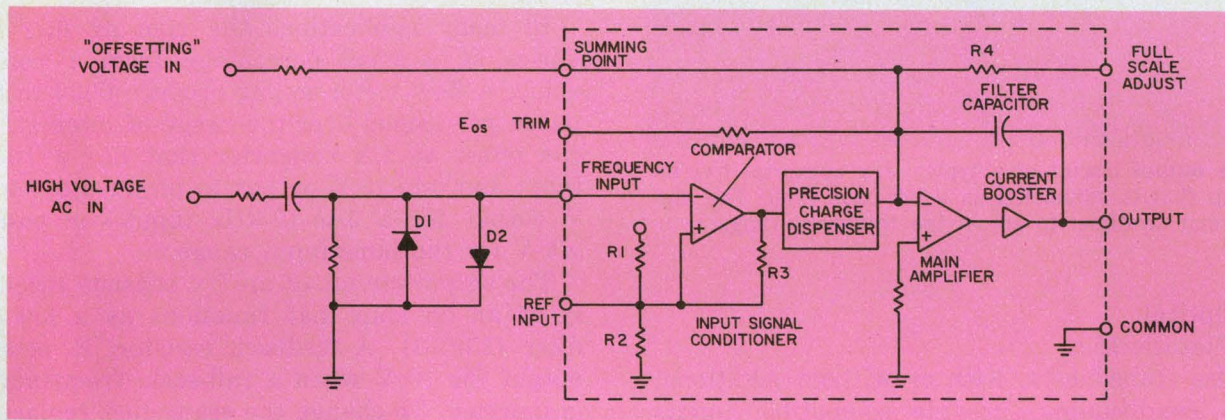 "OFFSETTING"
VOLTAGE IN
SUMMING
POINT
R4
FULL
SCALE
ADJUST
FILTER
CAPACITOR
E_OS TRIM
COMPARATOR
HIGH VOLTAGE
AC IN
FREQUENCY
INPUT
PRECISION
CHARGE
DISPENSER
CURRENT
BOOSTER
OUTPUT
D1
D2
R1
R3
MAIN
AMPLIFIER
REF
INPUT
R2
INPUT SIGNAL
CONDITIONER
COMMON